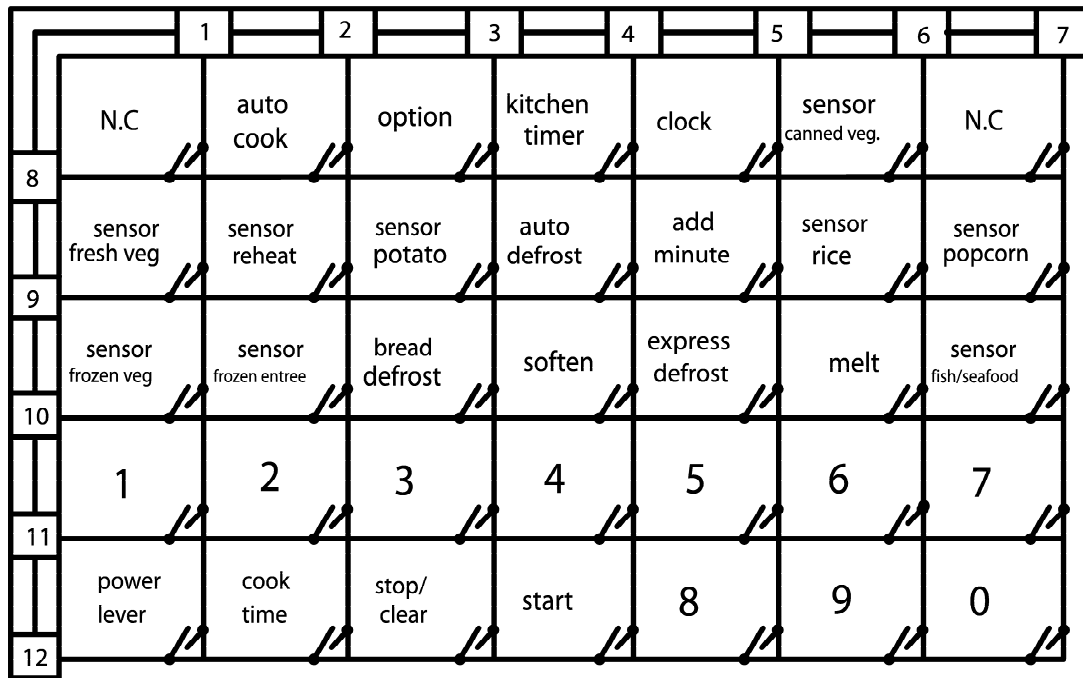 1 2 3 4 5 6 7
N.C
auto
cook
option
kitchen
timer
clock
sensor
canned veg.
N.C
8
sensor
fresh veg
sensor
reheat
sensor
potato
auto
defrost
add
minute
sensor
rice
sensor
popcorn
9
sensor
frozen veg
sensor
frozen entree
bread
defrost
soften
express
defrost
melt
sensor
fish/seafood
10
1 2 3 4 5 6 7
11
power
lever
cook
time
stop/
clear
start
8
9
0
12